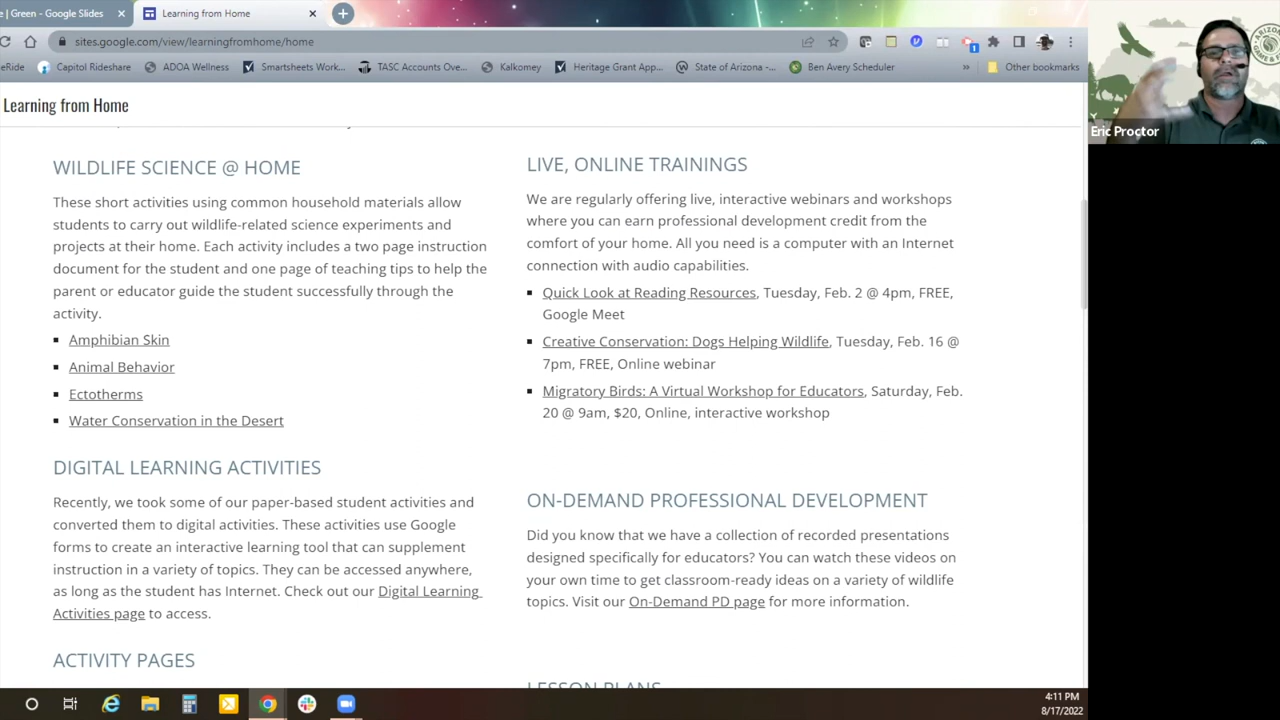 | Green - Google Slides
Learning from Home
sites.google.com/view/learningfromhome/home
Capitol Rideshare
ADOA Wellness
Smartsheets Work...
TASC Accounts Ove...
Kalkomey
Heritage Grant App...
State of Arizona -...
Ben Avery Scheduler
»
Other bookmarks
Learning from Home
WILDLIFE SCIENCE @ HOME
These short activities using common household materials allow
students to carry out wildlife-related science experiments and
projects at their home. Each activity includes a two page instruction
document for the student and one page of teaching tips to help the
parent or educator guide the student successfully through the
activity.
Amphibian Skin
Animal Behavior
Ectotherms
Water Conservation in the Desert
DIGITAL LEARNING ACTIVITIES
Recently, we took some of our paper-based student activities and
converted them to digital activities. These activities use Google
forms to create an interactive learning tool that can supplement
instruction in a variety of topics. They can be accessed anywhere,
as long as the student has Internet. Check out our Digital Learning
Activities page to access.
ACTIVITY PAGES
LIVE, ONLINE TRAININGS
We are regularly offering live, interactive webinars and workshops
where you can earn professional development credit from the
comfort of your home. All you need is a computer with an Internet
connection with audio capabilities.
Quick Look at Reading Resources, Tuesday, Feb. 2 @ 4pm, FREE,
Google Meet
Creative Conservation: Dogs Helping Wildlife, Tuesday, Feb. 16 @
7pm, FREE, Online webinar
Migratory Birds: A Virtual Workshop for Educators, Saturday, Feb.
20 @ 9am, $20, Online, interactive workshop
ON-DEMAND PROFESSIONAL DEVELOPMENT
Did you know that we have a collection of recorded presentations
designed specifically for educators? You can watch these videos on
your own time to get classroom-ready ideas on a variety of wildlife
topics. Visit our On-Demand PD page for more information.
LESSON PLANS
Eric Proctor
4:11 PM
8/17/2022